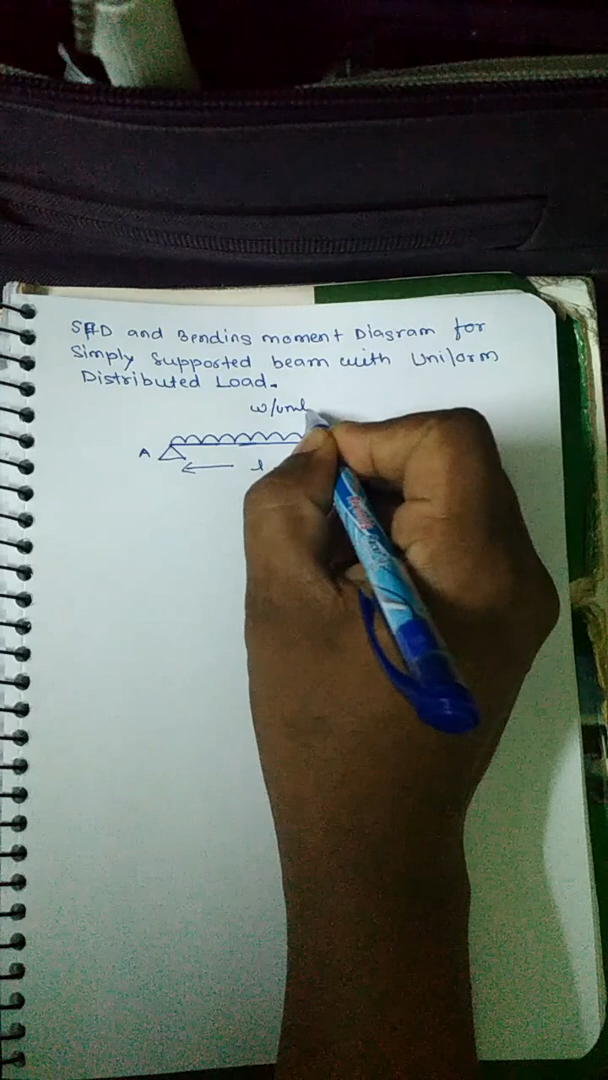 SFD and Bending moment Diagram for
Simply Supported beam with Uniform
Distributed Load.
w/unit
A
l